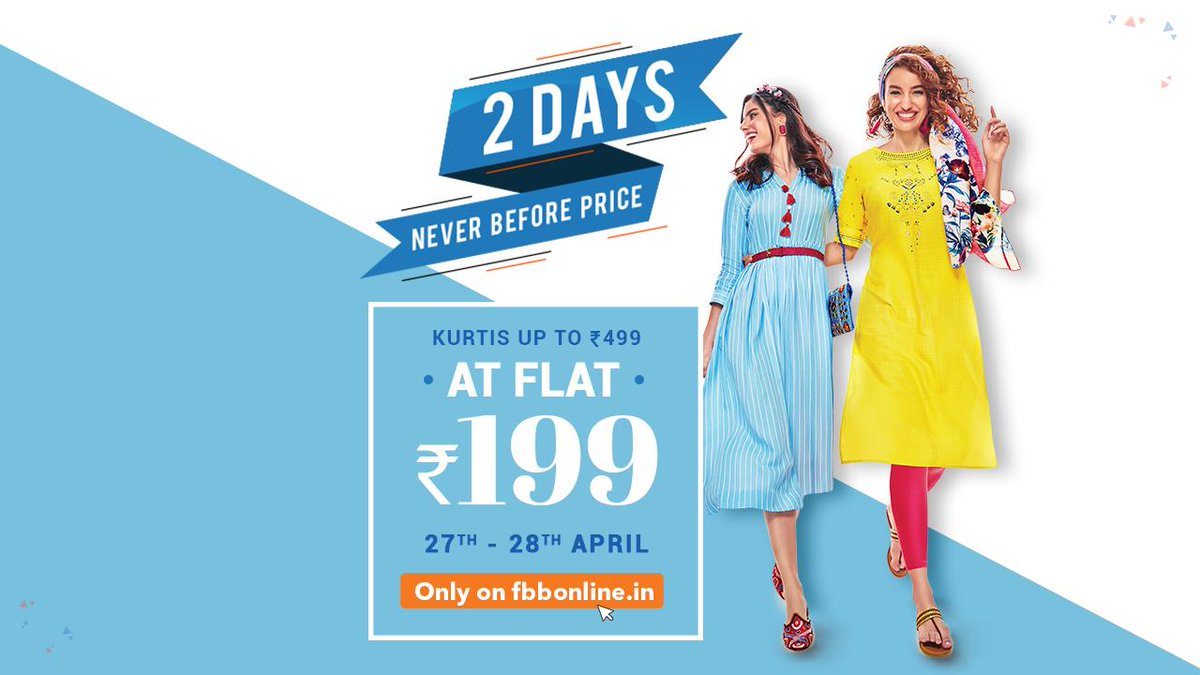 2 DAYS
NEVER BEFORE PRICE
KURTIS UP TO ₹499
• AT FLAT •
₹199
27TH - 28TH APRIL
Only on fbbonline.in